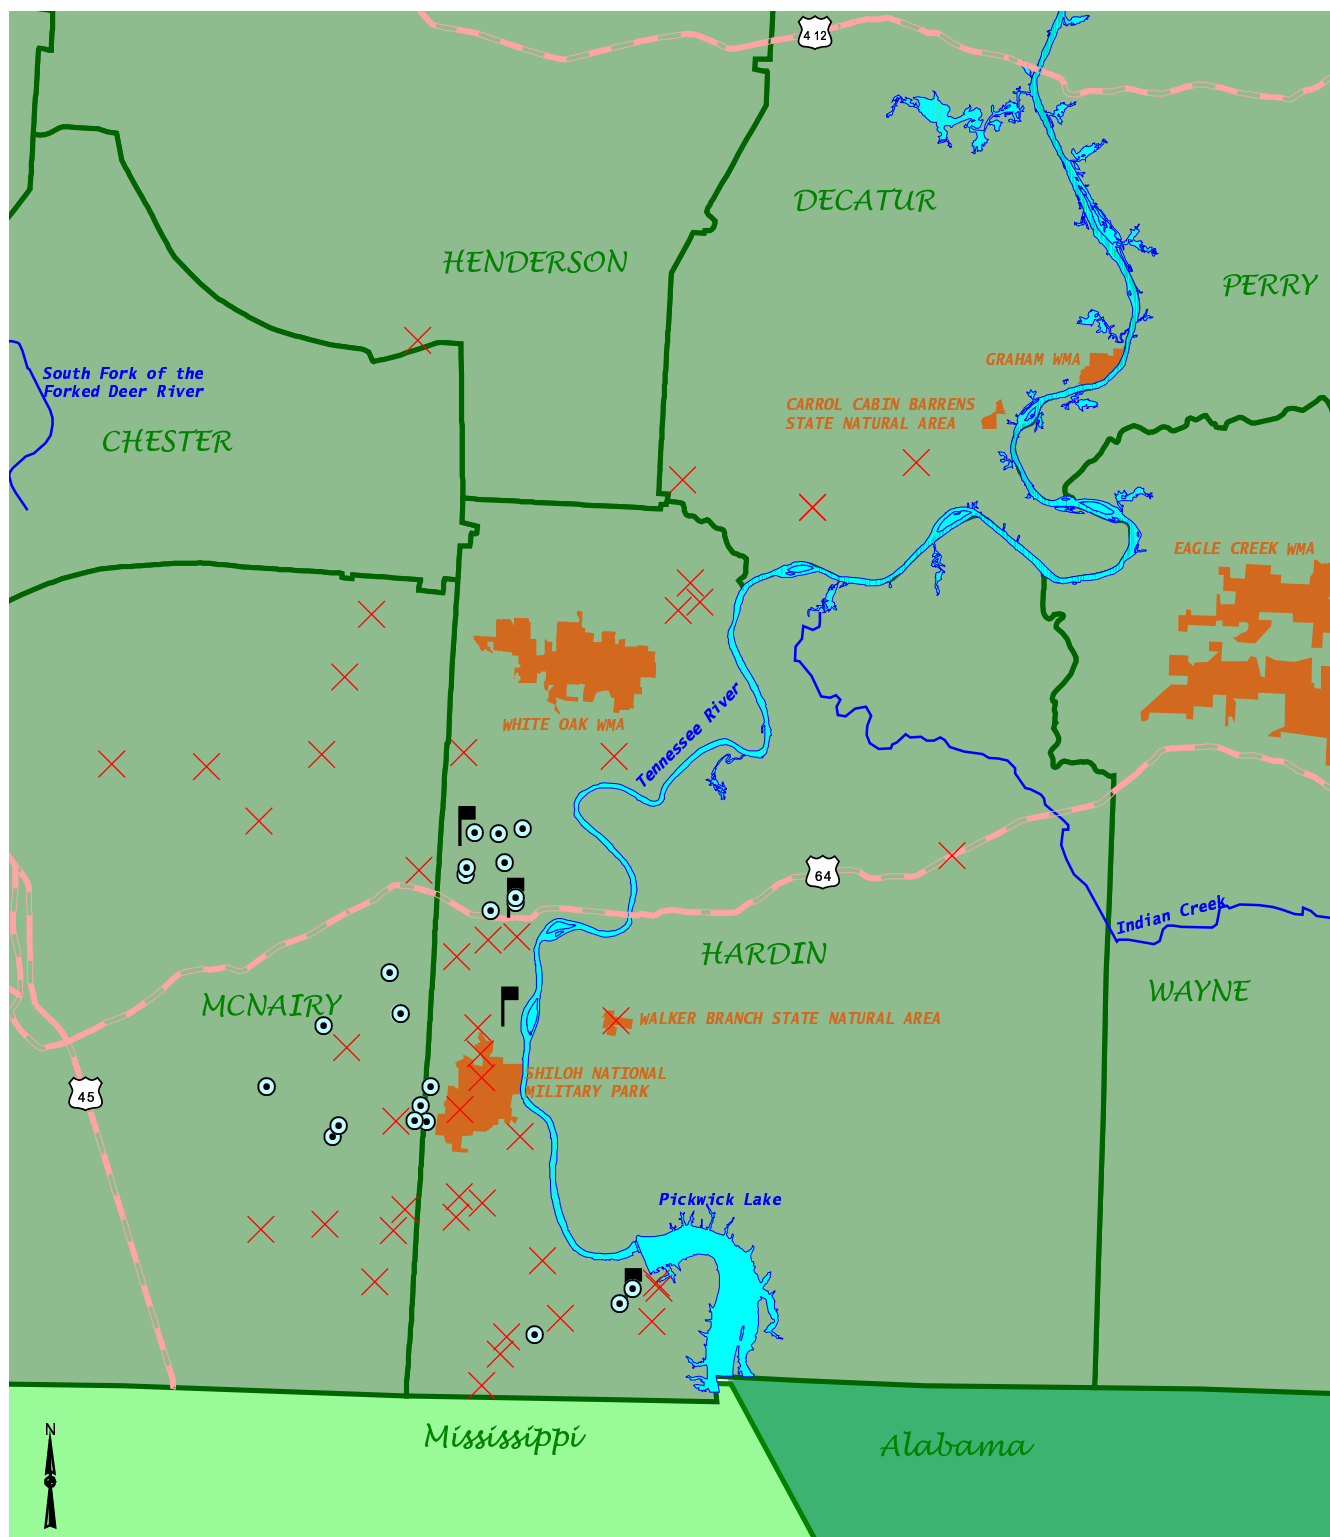 4 12
DECATUR
HENDERSON
PERRY
GRAHAM WMA
South Fork of the
Forked Deer River
CARROL CABIN BARRENS
STATE NATURAL AREA
CHESTER
EAGLE CREEK WMA
Tennessee River
WHITE OAK WMA
64
Indian Creek
HARDIN
MCNAIRY
WAYNE
WALKER BRANCH STATE NATURAL AREA
SHILOH NATIONAL
MILITARY PARK
45
Pickwick Lake
Mississippi
Alabama
N